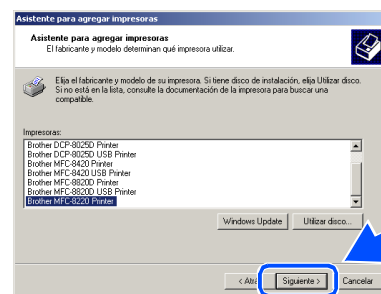 Asistente para agregar impresoras
Asistente para agregar impresoras
El fabricante y modelo determinan qué impresora utilizar.
Elija el fabricante y modelo de su impresora. Si tiene disco de instalación, elija Utilizar disco.
Si no está en la lista, consulte la documentación de la impresora para buscar una
compatible.
Impresoras:
Brother DCP-8025D Printer
Brother DCP-8025D USB Printer
Brother MFC-8420 Printer
Brother MFC-8420 USB Printer
Brother MFC-8820D Printer
Brother MFC-8820D USB Printer
Brother MFC-8220 Printer
Windows Update Utilizar disco...
< Atrá Siguiente > Cancelar